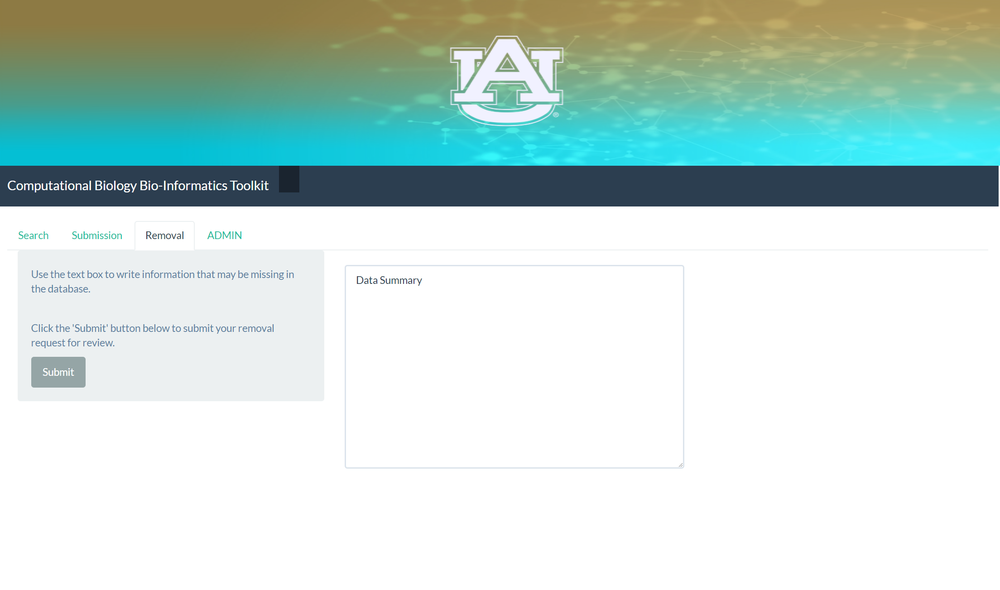 AU
®
Computational Biology Bio-Informatics Toolkit
Search Submission Removal ADMIN
Use the text box to write information that may be missing in
the database.
Click the 'Submit' button below to submit your removal
request for review.
Submit
Data Summary